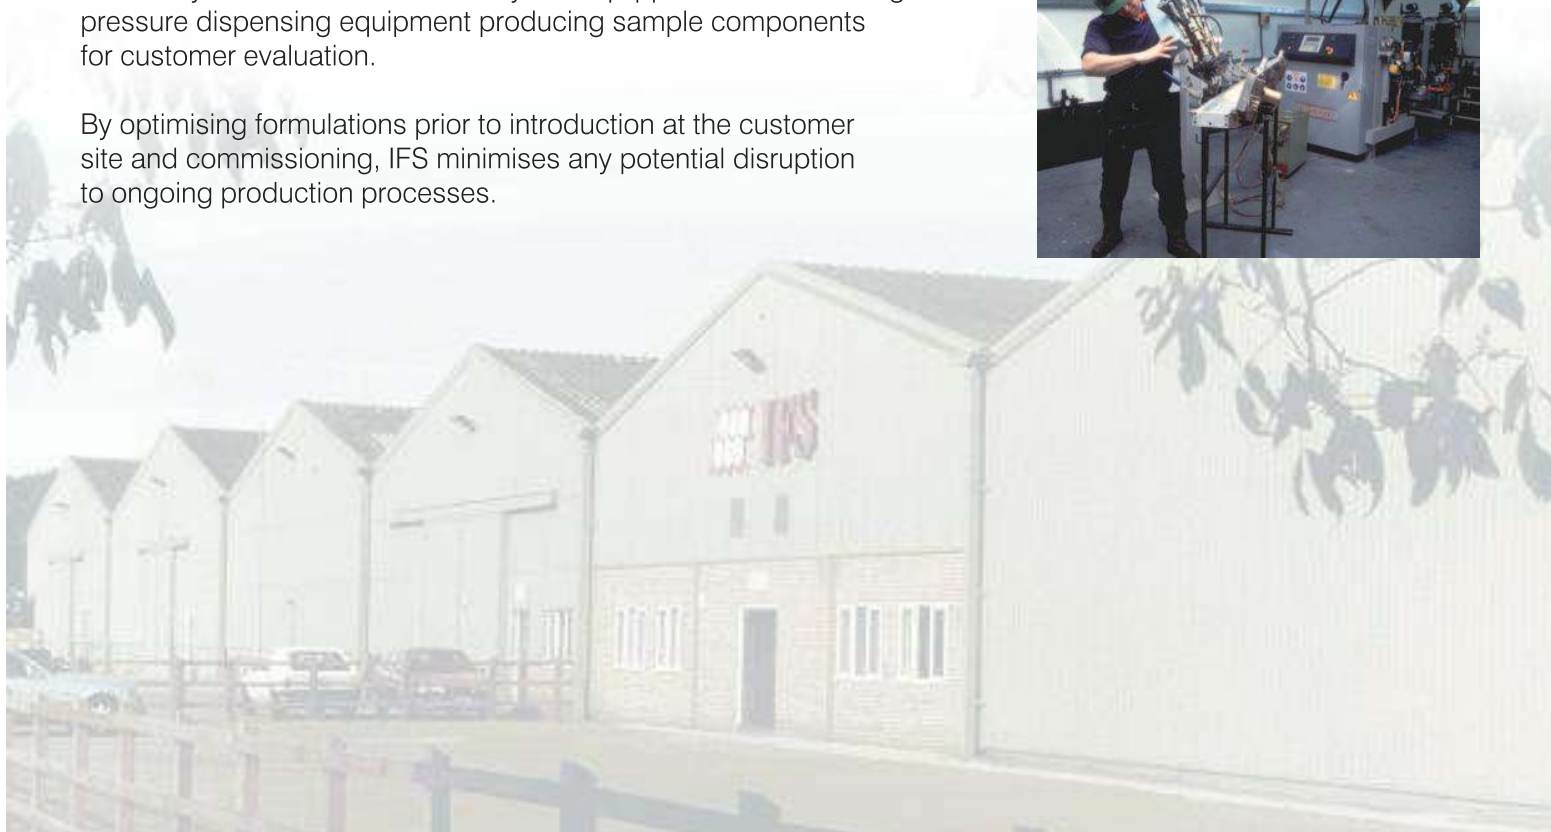 pressure dispensing equipment producing sample components
for customer evaluation.
By optimising formulations prior to introduction at the customer
site and commissioning, IFS minimises any potential disruption
to ongoing production processes.
IFS